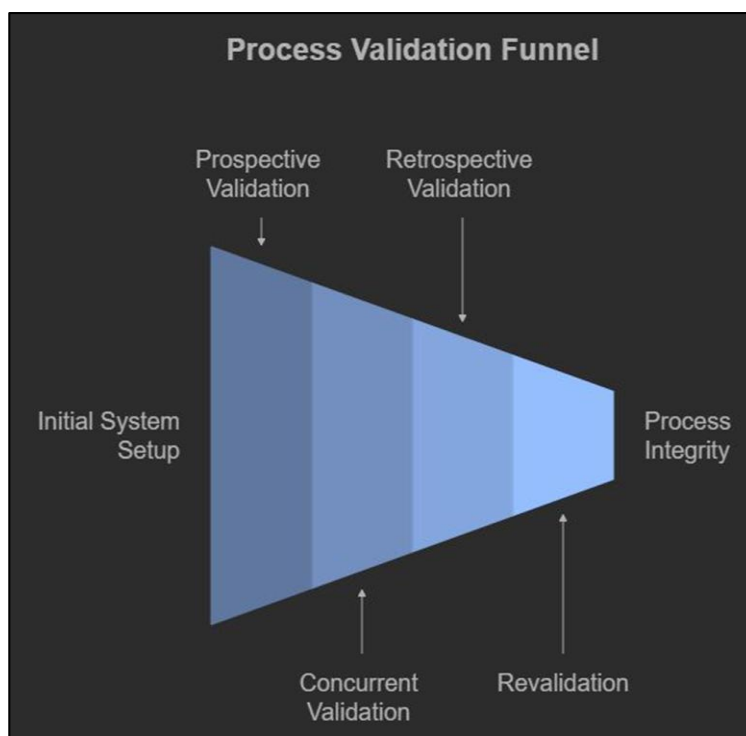 Process Validation Funnel
Prospective
Validation
Retrospective
Validation
Initial System
Setup
Process
Integrity
Concurrent
Validation
Revalidation